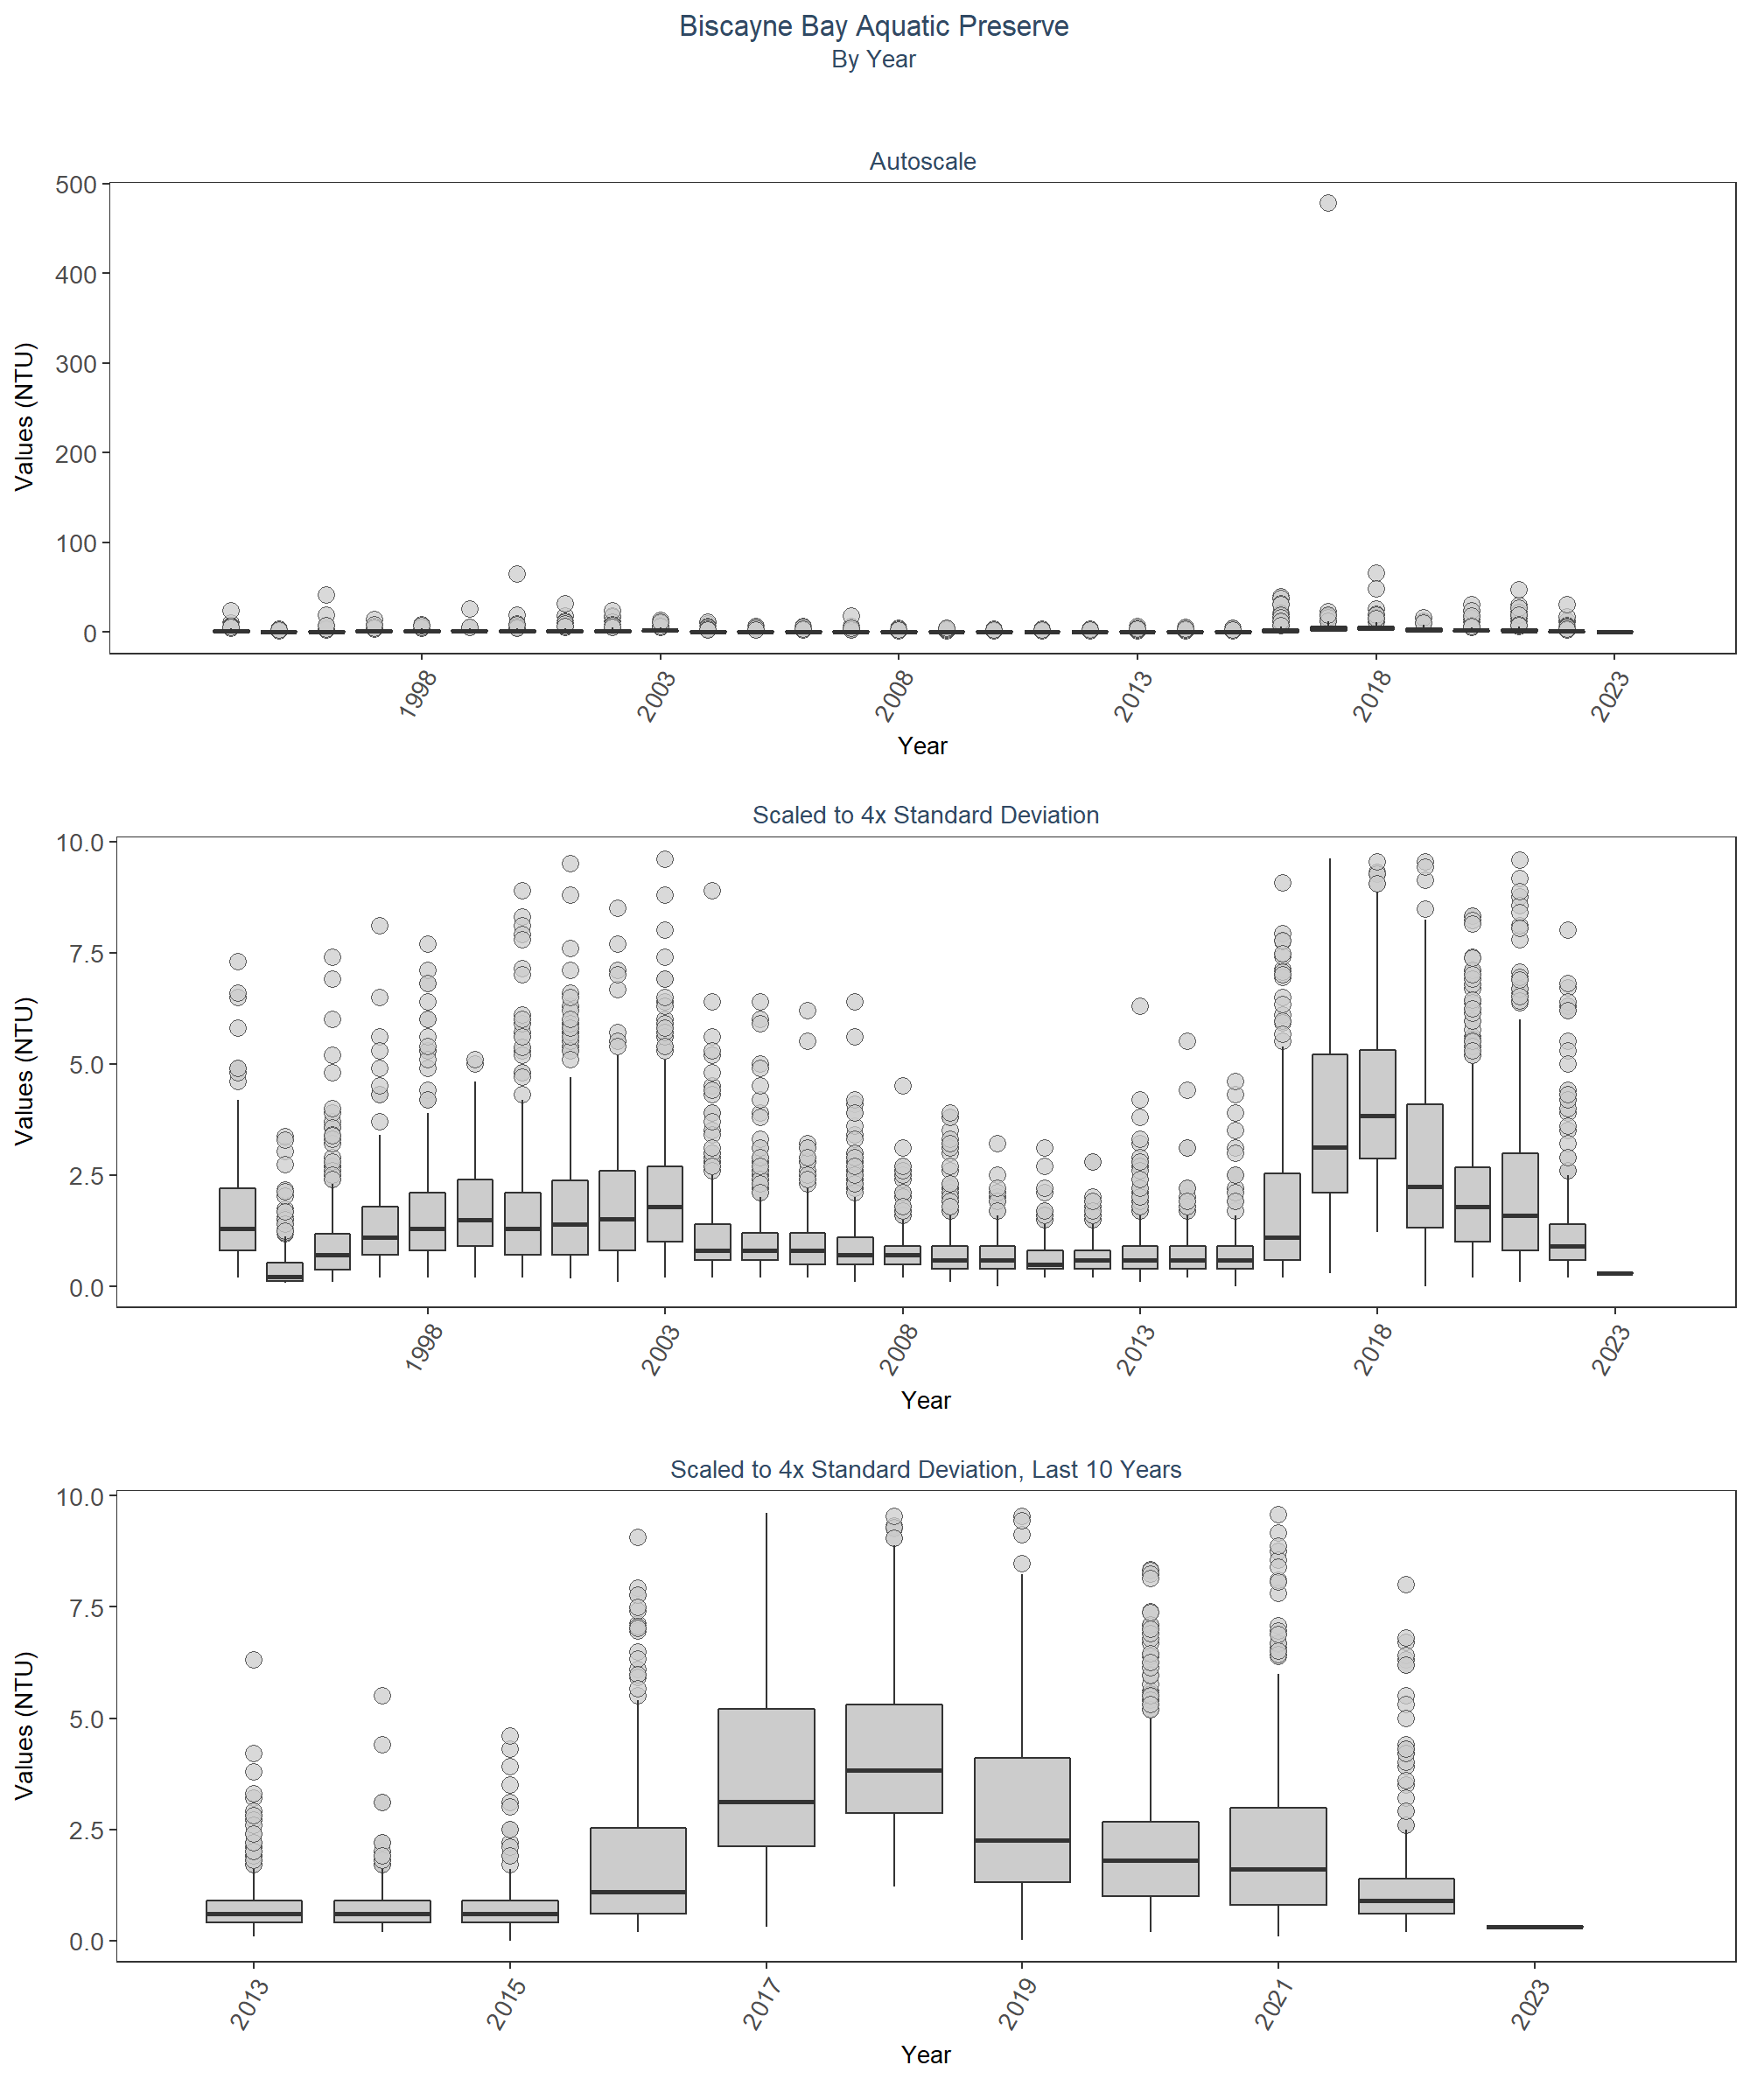 Biscayne Bay Aquatic Preserve
By Year
Autoscale
Values (NTU)
500
400
300
200
100
0
1998 2003 2008 2013 2018 2023
Year
Scaled to 4x Standard Deviation
Values (NTU)
10.0
7.5
5.0
2.5
0.0
1998 2003 2008 2013 2018 2023
Year
Scaled to 4x Standard Deviation, Last 10 Years
Values (NTU)
10.0
7.5
5.0
2.5
0.0
2013 2015 2017 2019 2021 2023
Year